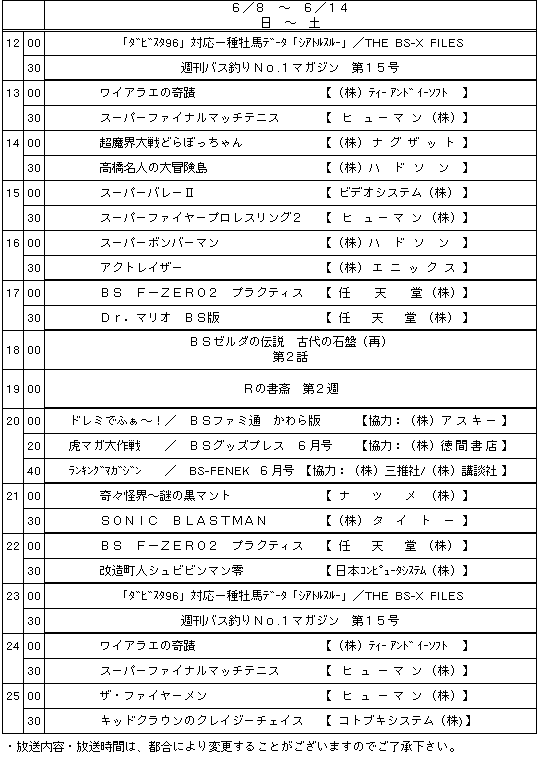 ６／８　～　６／１４
日　～　土
12 00 「ﾀﾞﾋﾞｽﾀ96」対応一種牡馬ﾃﾞｰﾀ「ｼｱﾄﾙｽﾙｰ」／THE BS-X FILES
30 週刊バス釣りＮｏ.１マガジン　第１５号
13 00 ワイアラエの奇蹟 【（株）ﾃｨｰｱﾝﾄﾞｲｰｿﾌﾄ 】
30 スーパーファイナルマッチテニス 【 ヒューマン（株）】
14 00 超魔界大戦どらぼっちゃん 【（株）ナグザット 】
30 高橋名人の大冒険島 【（株）ハドソン 】
15 00 スーパーバレーⅡ 【 ビデオシステム（株）】
30 スーパーファイヤープロレスリング２ 【 ヒューマン（株）】
16 00 スーパーボンバーマン 【（株）ハドソン 】
30 アクトレイザー 【（株）エニックス 】
17 00 ＢＳ　Ｆ－ＺＥＲＯ２　プラクティス 【 任天堂（株）】
30 Ｄｒ．マリオ　ＢＳ版 【 任天堂（株）】
18 00 ＢＳゼルダの伝説　古代の石盤（再）
第２話
19 00 Ｒの書斎　第２週
20 00 ドレミでふぁ～！／　ＢＳファミ通　かわら版 【協力：（株）アスキー】
20 虎マガ大作戦　／　ＢＳグッズプレス　６月号 【協力：（株）徳間書店】
40 ﾗﾝｷﾝｸﾞﾏｶﾞｼﾞﾝ　／　BS-FENEK　６月号 【協力：（株）三推社/（株）講談社】
21 00 奇々怪界～謎の黒マント 【 ナツメ（株）】
30 ＳＯＮＩＣ　ＢＬＡＳＴＭＡＮ 【（株）タイトー】
22 00 ＢＳ　Ｆ－ＺＥＲＯ２　プラクティス 【 任天堂（株）】
30 改造町人シュビビンマン零 【 日本ｺﾝﾋﾟｭｰﾀｼｽﾃﾑ（株）】
23 00 「ﾀﾞﾋﾞｽﾀ96」対応一種牡馬ﾃﾞｰﾀ「ｼｱﾄﾙｽﾙｰ」／THE BS-X FILES
30 週刊バス釣りＮｏ.１マガジン　第１５号
24 00 ワイアラエの奇蹟 【（株）ﾃｨｰｱﾝﾄﾞｲｰｿﾌﾄ 】
30 スーパーファイナルマッチテニス 【 ヒューマン（株）】
25 00 ザ・ファイヤーメン 【 ヒューマン（株）】
30 キッドクラウンのクレイジーチェイス 【 コトブキシステム（株）】
・放送内容・放送時間は、都合により変更することがございますのでご了承下さい。